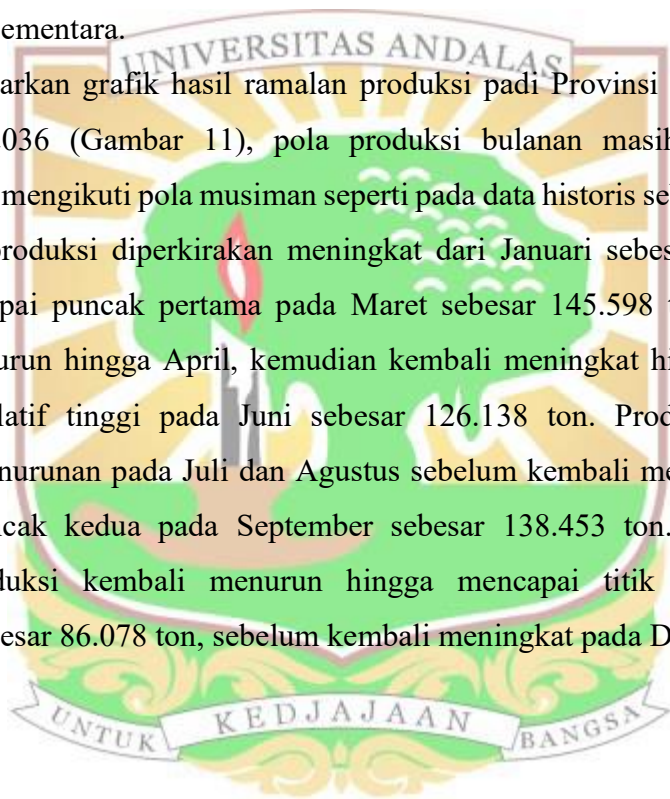 ementara.
UNIVERSITAS ANDALAS
arkan grafik hasil ramalan produksi padi Provinsi
036 (Gambar 11), pola produksi bulanan masih
mengikuti pola musiman seperti pada data historis se
produksi diperkirakan meningkat dari Januari sebes
pai puncak pertama pada Maret sebesar 145.598
urun hingga April, kemudian kembali meningkat hi
latif tinggi pada Juni sebesar 126.138 ton. Prod
nurunan pada Juli dan Agustus sebelum kembali me
cak kedua pada September sebesar 138.453 ton.
duksi kembali menurun hingga mencapai titik
esar 86.078 ton, sebelum kembali meningkat pada D
UNTUK KEDJAJAAN BANGSA